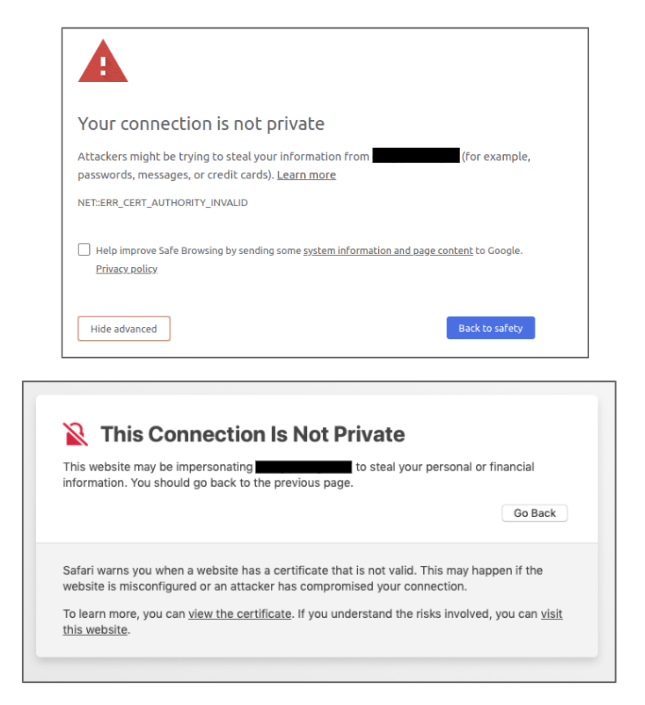 Your connection is not private
Attackers might be trying to steal your information from (for example,
passwords, messages, or credit cards). Learn more
NET::ERR_CERT_AUTHORITY_INVALID
Help improve Safe Browsing by sending some system information and page content to Google.
Privacy policy
Hide advanced
Back to safety
This Connection Is Not Private
This website may be impersonating to steal your personal or financial
information. You should go back to the previous page.
Go Back
Safari warns you when a website has a certificate that is not valid. This may happen if the
website is misconfigured or an attacker has compromised your connection.
To learn more, you can view the certificate. If you understand the risks involved, you can visit
this website.